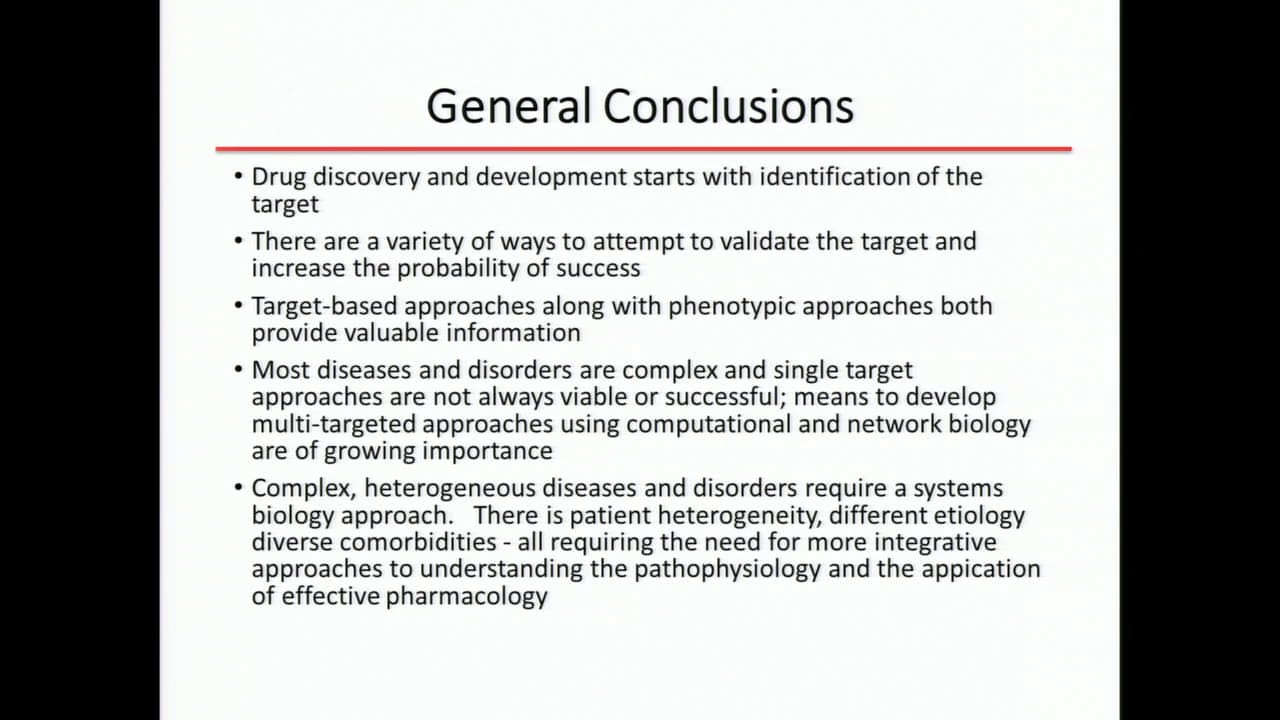 General Conclusions
• Drug discovery and development starts with identification of the
target
• There are a variety of ways to attempt to validate the target and
increase the probability of success
• Target-based approaches along with phenotypic approaches both
provide valuable information
• Most diseases and disorders are complex and single target
approaches are not always viable or successful; means to develop
multi-targeted approaches using computational and network biology
are of growing importance
• Complex, heterogeneous diseases and disorders require a systems
biology approach.   There is patient heterogeneity, different etiology
diverse comorbidities - all requiring the need for more integrative
approaches to understanding the pathophysiology and the appication
of effective pharmacology